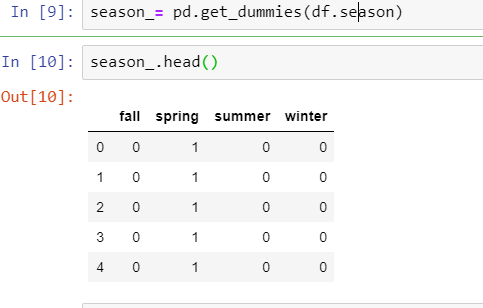 In [9]: season_= pd.get_dummies(df.season)
In [10]: season_.head()
Out[10]:
fall spring summer winter
0 0 1 0 0
1 0 1 0 0
2 0 1 0 0
3 0 1 0 0
4 0 1 0 0